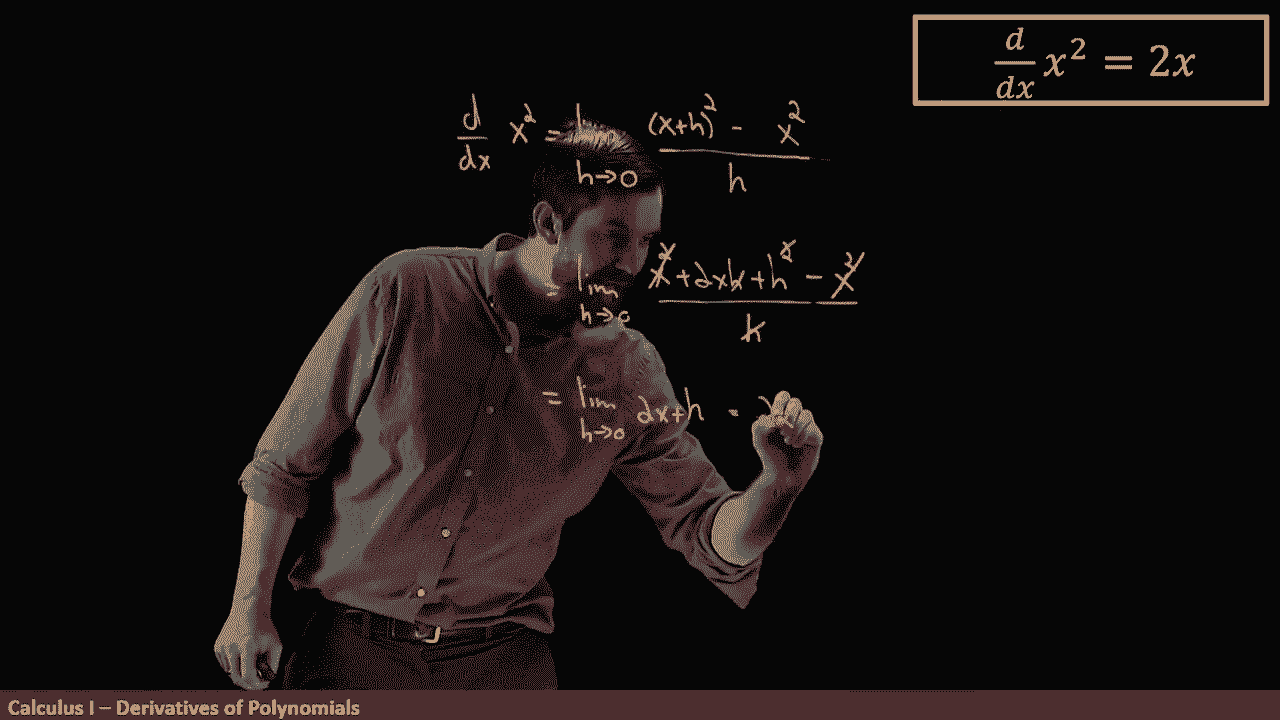 d/dx x² = 2x
d/dx x² = lim h→0 ((x+h)² - x²)/h
= lim h→0 (x²+2xh+h² - x²)/h
= lim h→0 2x+h =
Calculus I – Derivatives of Polynomials